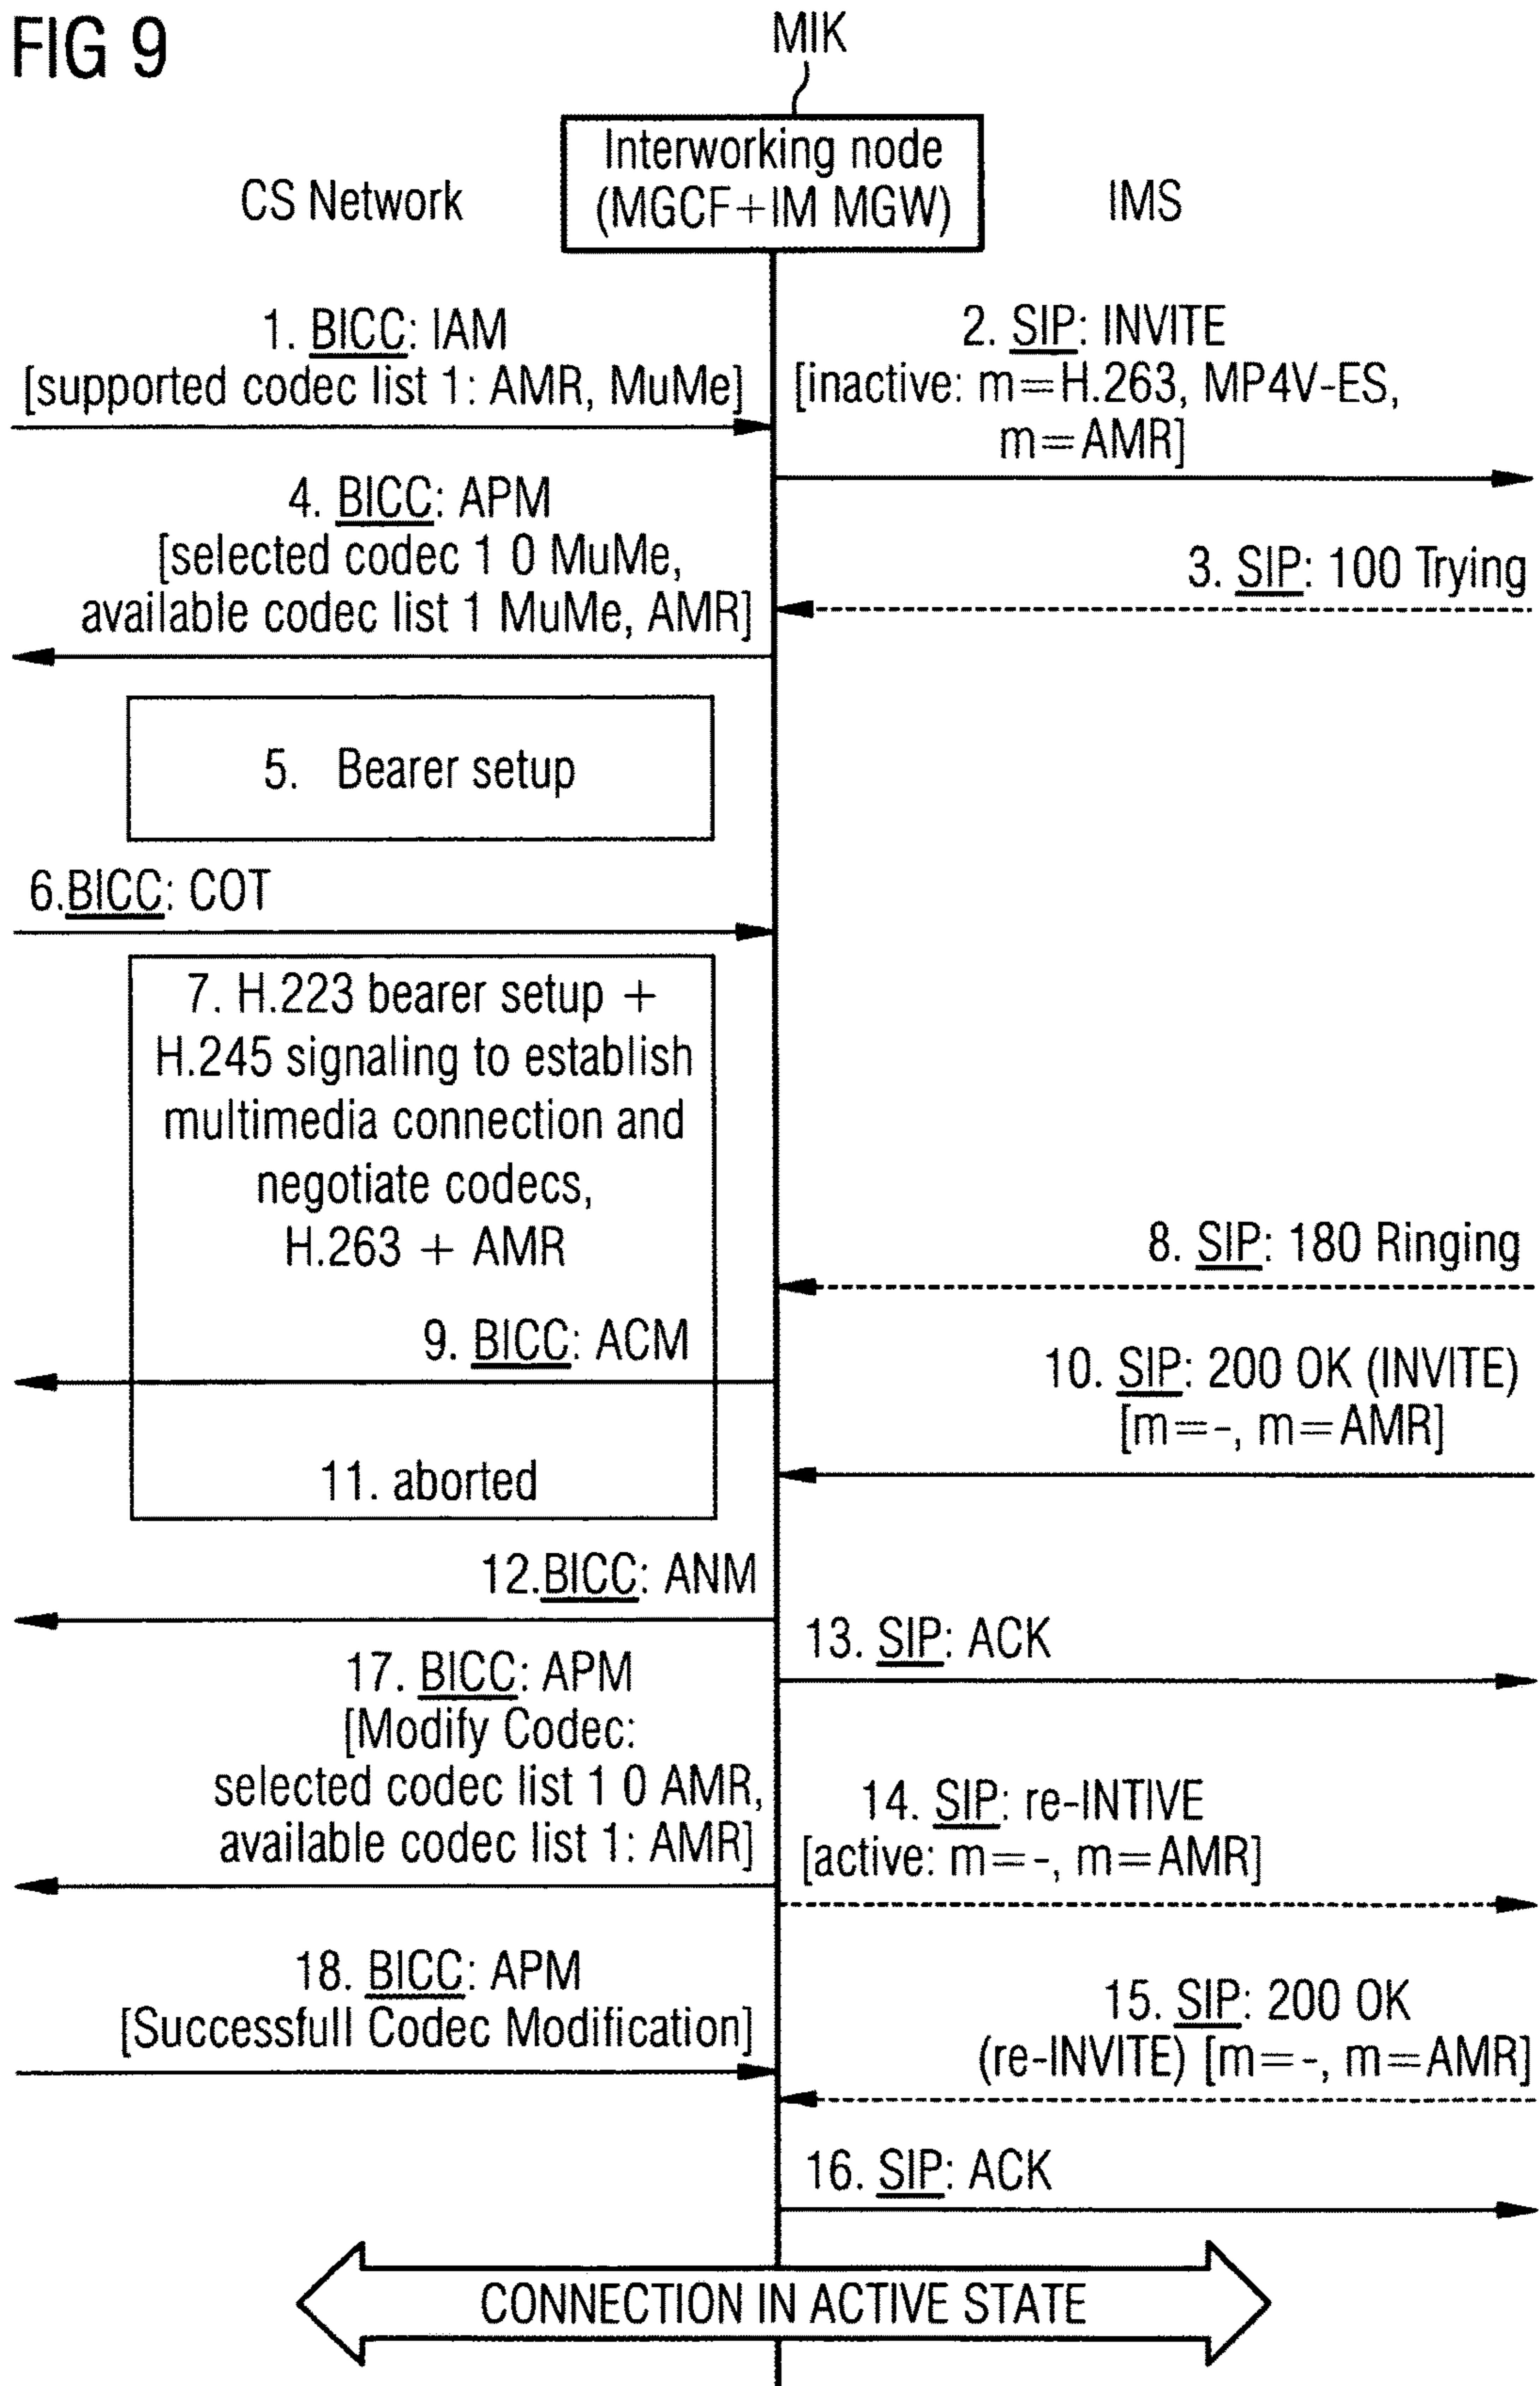 FIG 9
MIK
Interworking node
(MGCF+IM MGW)
CS Network
IMS
1. BICC: IAM
[supported codec list 1: AMR, MuMe]
2. SIP: INVITE
[inactive: m=H.263, MP4V-ES,
m=AMR]
4. BICC: APM
[selected codec 1 0 MuMe,
available codec list 1 MuMe, AMR]
3. SIP: 100 Trying
5. Bearer setup
6.BICC: COT
7. H.223 bearer setup +
H.245 signaling to establish
multimedia connection and
negotiate codecs,
H.263 + AMR
8. SIP: 180 Ringing
9. BICC: ACM
10. SIP: 200 OK (INVITE)
[m=-, m=AMR]
11. aborted
12.BICC: ANM
13. SIP: ACK
17. BICC: APM
[Modify Codec:
selected codec list 1 0 AMR,
available codec list 1: AMR]
14. SIP: re-INTIVE
[active: m=-, m=AMR]
18. BICC: APM
[Successfull Codec Modification]
15. SIP: 200 OK
(re-INVITE) [m=-, m=AMR]
16. SIP: ACK
CONNECTION IN ACTIVE STATE